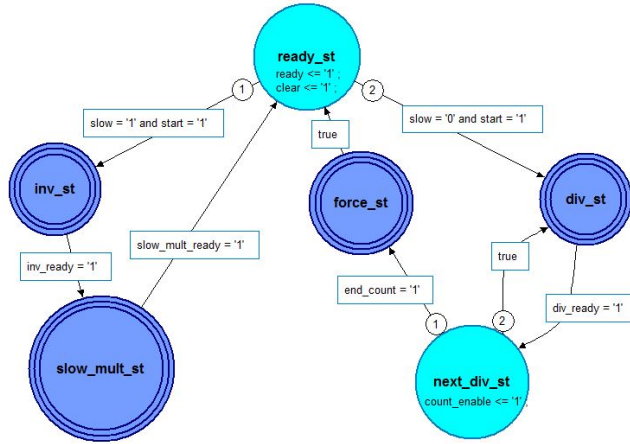 ready_st
ready <= '1' ;
clear <= '1' ;
1
2
slow = '1' and start = '1'
true
slow = '0' and start = '1'
inv_st
force_st
div_st
slow_mult_ready = '1'
inv_ready = '1'
true
end_count = '1'
div_ready = '1'
1
2
slow_mult_st
next_div_st
count_enable <= '1' ;